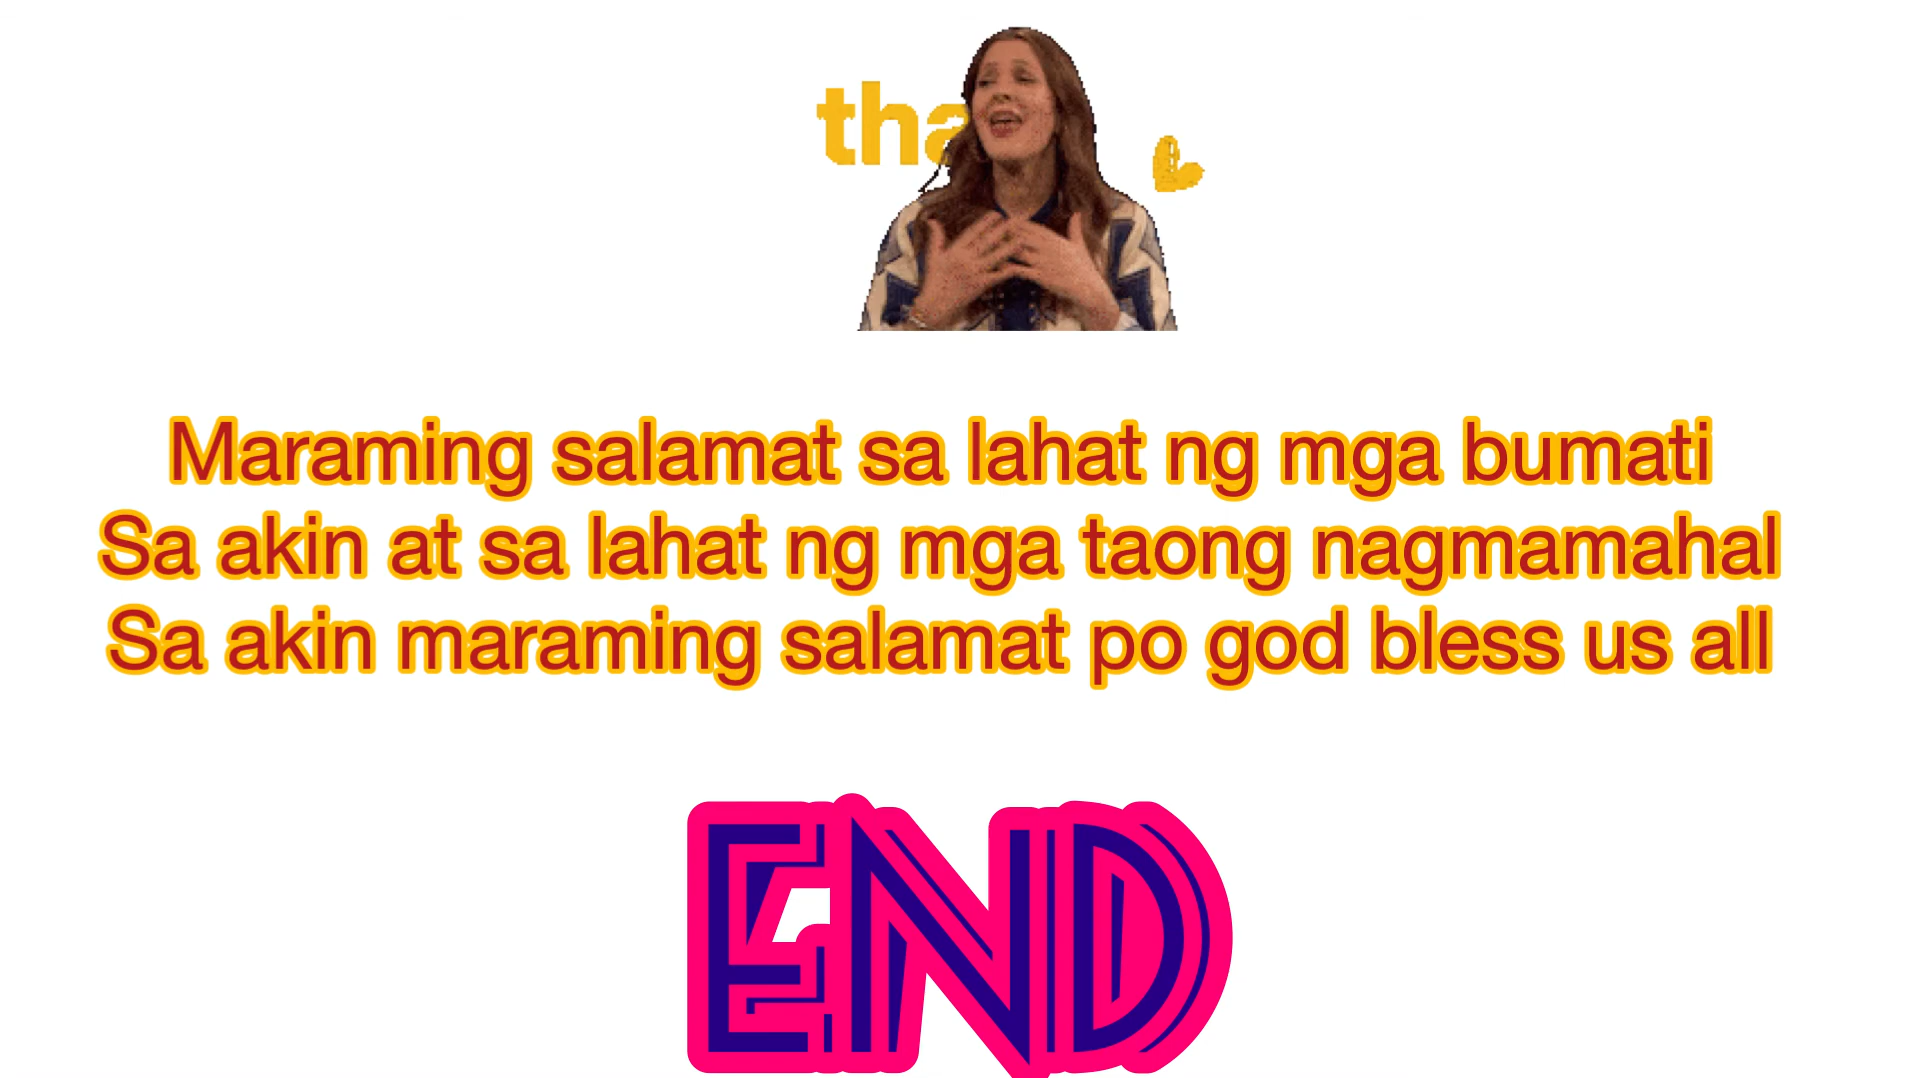 tha
Maraming salamat sa lahat ng mga bumati
Sa akin at sa lahat ng mga taong nagmamahal
Sa akin maraming salamat po god bless us all
END